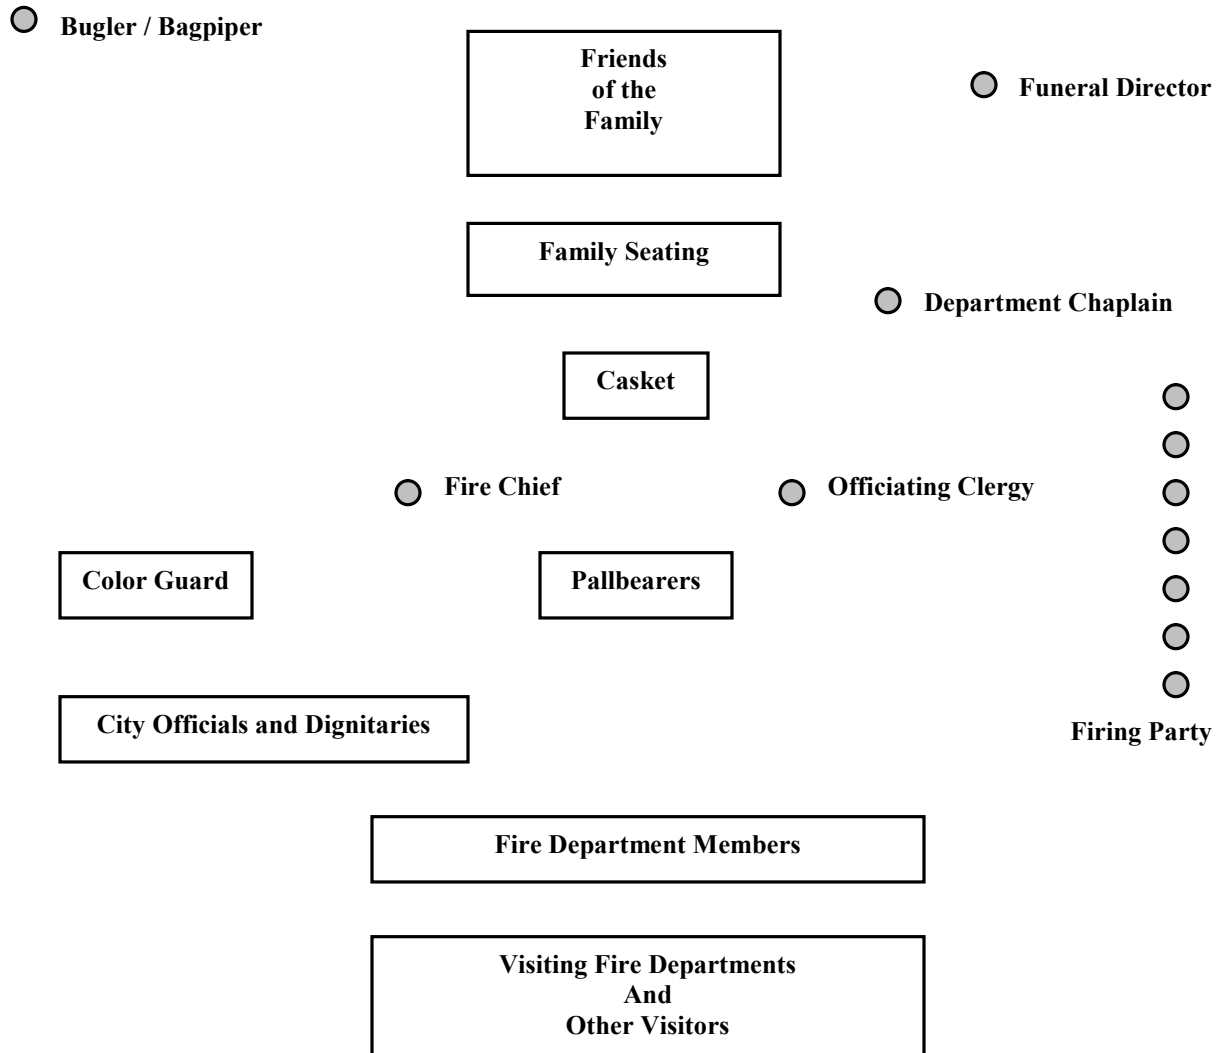 Bugler / Bagpiper
Friends
of the
Family
Funeral Director
Family Seating
Department Chaplain
Casket
Fire Chief
Officiating Clergy
Color Guard
Pallbearers
City Officials and Dignitaries
Firing Party
Fire Department Members
Visiting Fire Departments
And
Other Visitors